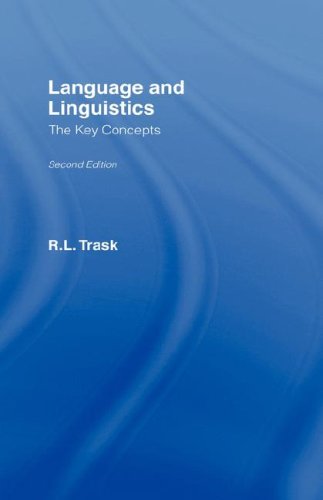 Language and
Linguistics
The Key Concepts
Second Edition
R.L. Trask